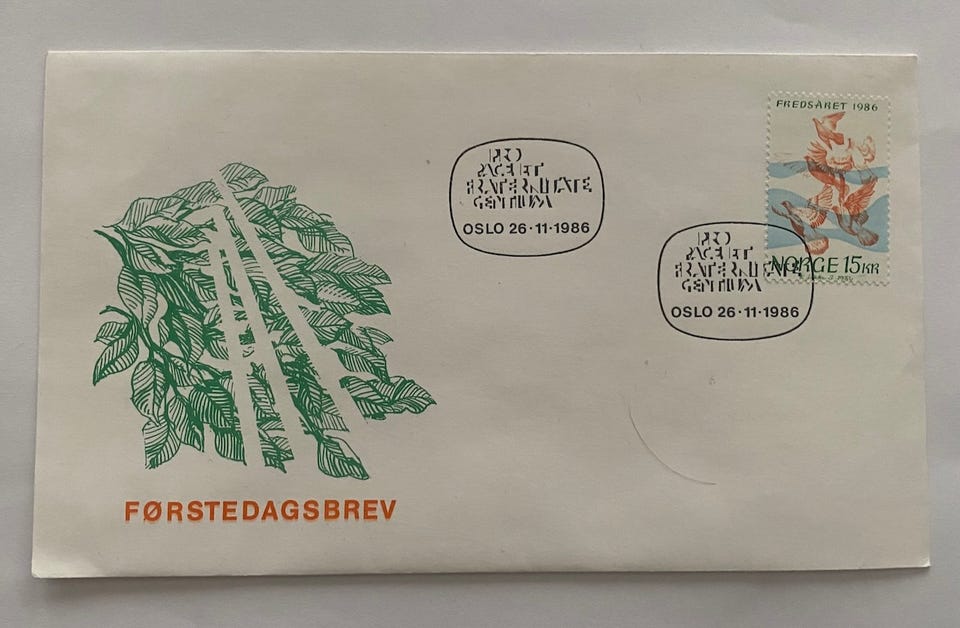 FREDSÅRET 1986
PRO
PACE ET
FRATERNITATE
GENTIUM
OSLO 26·11·1986
PRO
PACE ET
FRATERNITATE
GENTIUM
OSLO 26·11·1986
NORGE 15KR
FØRSTEDAGSBREV